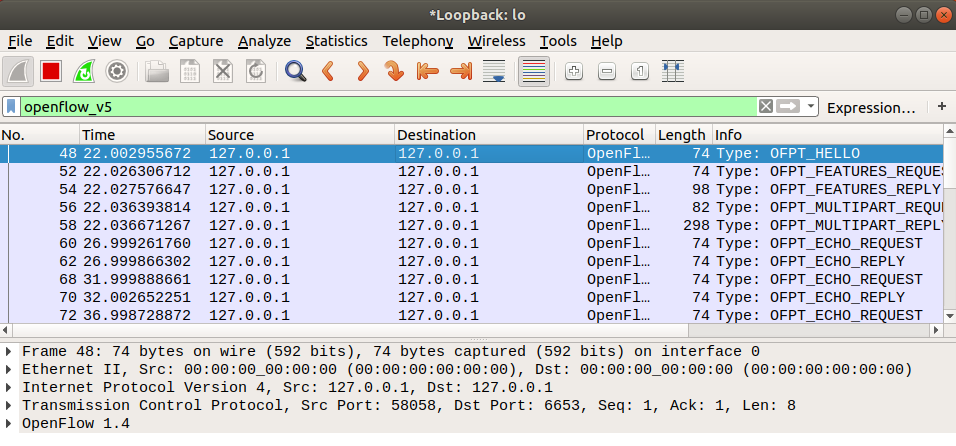 *Loopback: lo
File Edit View Go Capture Analyze Statistics Telephony Wireless Tools Help
openflow_v5 Expression… +
No. Time Source Destination Protocol Length Info
48 22.002955672 127.0.0.1 127.0.0.1 OpenFl… 74 Type: OFPT_HELLO
52 22.026306712 127.0.0.1 127.0.0.1 OpenFl… 74 Type: OFPT_FEATURES_REQUES
54 22.027576647 127.0.0.1 127.0.0.1 OpenFl… 98 Type: OFPT_FEATURES_REPLY
56 22.036393814 127.0.0.1 127.0.0.1 OpenFl… 82 Type: OFPT_MULTIPART_REQU
58 22.036671267 127.0.0.1 127.0.0.1 OpenFl… 298 Type: OFPT_MULTIPART_REPL
60 26.999261760 127.0.0.1 127.0.0.1 OpenFl… 74 Type: OFPT_ECHO_REQUEST
62 26.999866302 127.0.0.1 127.0.0.1 OpenFl… 74 Type: OFPT_ECHO_REPLY
68 31.999888661 127.0.0.1 127.0.0.1 OpenFl… 74 Type: OFPT_ECHO_REQUEST
70 32.002652251 127.0.0.1 127.0.0.1 OpenFl… 74 Type: OFPT_ECHO_REPLY
72 36.998728872 127.0.0.1 127.0.0.1 OpenFl… 74 Type: OFPT_ECHO_REQUEST
Frame 48: 74 bytes on wire (592 bits), 74 bytes captured (592 bits) on interface 0
Ethernet II, Src: 00:00:00_00:00:00 (00:00:00:00:00:00), Dst: 00:00:00_00:00:00 (00:00:00:00:00:00)
Internet Protocol Version 4, Src: 127.0.0.1, Dst: 127.0.0.1
Transmission Control Protocol, Src Port: 58058, Dst Port: 6653, Seq: 1, Ack: 1, Len: 8
OpenFlow 1.4